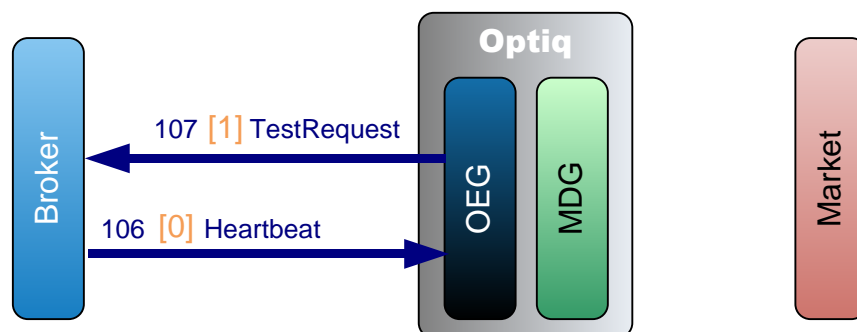 Optiq
107 [1] TestRequest
106 [0] Heartbeat
Broker
OEG
MDG
Market